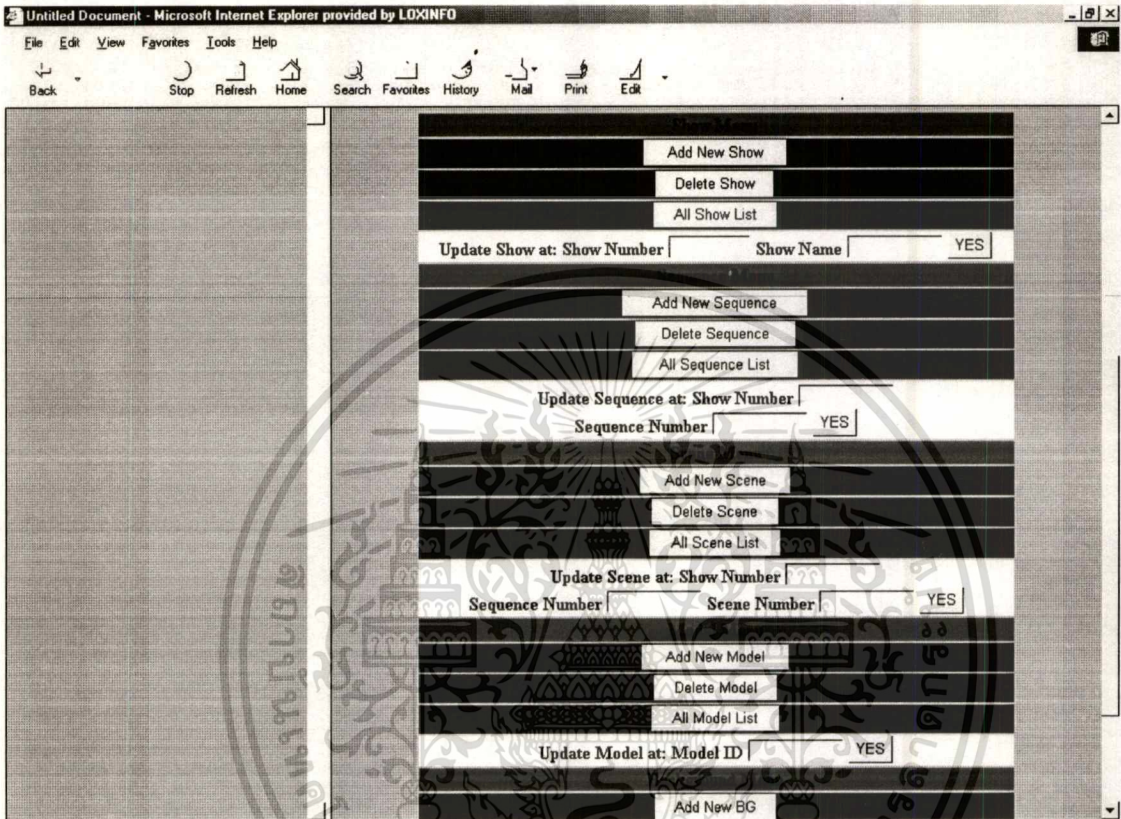 Untitled Document - Microsoft Internet Explorer provided by LOXINFO
File Edit View Favorites Tools Help
Back Stop Refresh Home Search Favorites History Mail Print Edit
Show Menu
Add New Show
Delete Show
All Show List
Update Show at: Show Number Show Name YES
Add New Sequence
Delete Sequence
All Sequence List
Update Sequence at: Show Number
Sequence Number YES
Add New Scene
Delete Scene
All Scene List
Update Scene at: Show Number
Sequence Number Scene Number YES
Add New Model
Delete Model
All Model List
Update Model at: Model ID YES
Add New BG